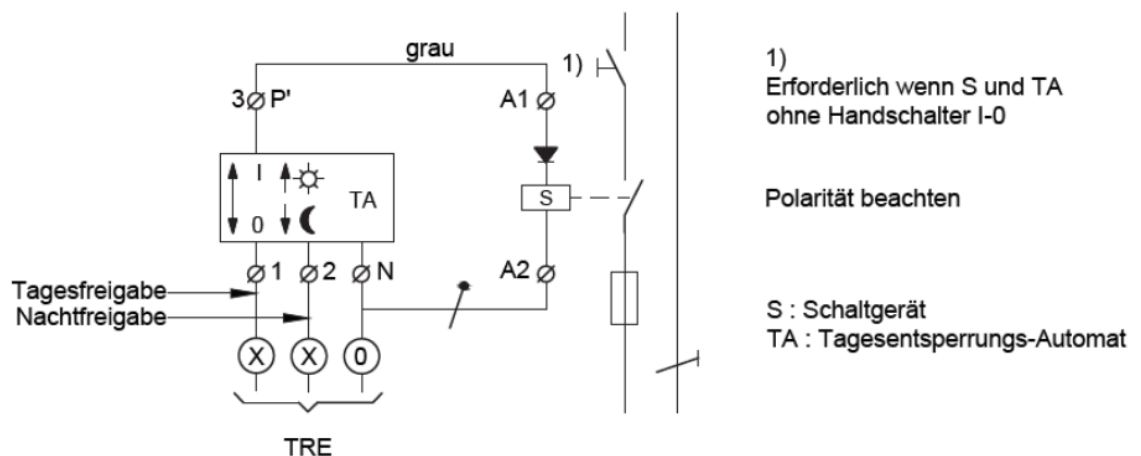 grau
1)
3 P' A1
I
0
TA
S
1 2 N A2
Tagesfreigabe
Nachtfreigabe
X X 0
TRE
1)
Erforderlich wenn S und TA
ohne Handschalter I-0
Polarität beachten
S : Schaltgerät
TA : Tagesentsperrungs-Automat